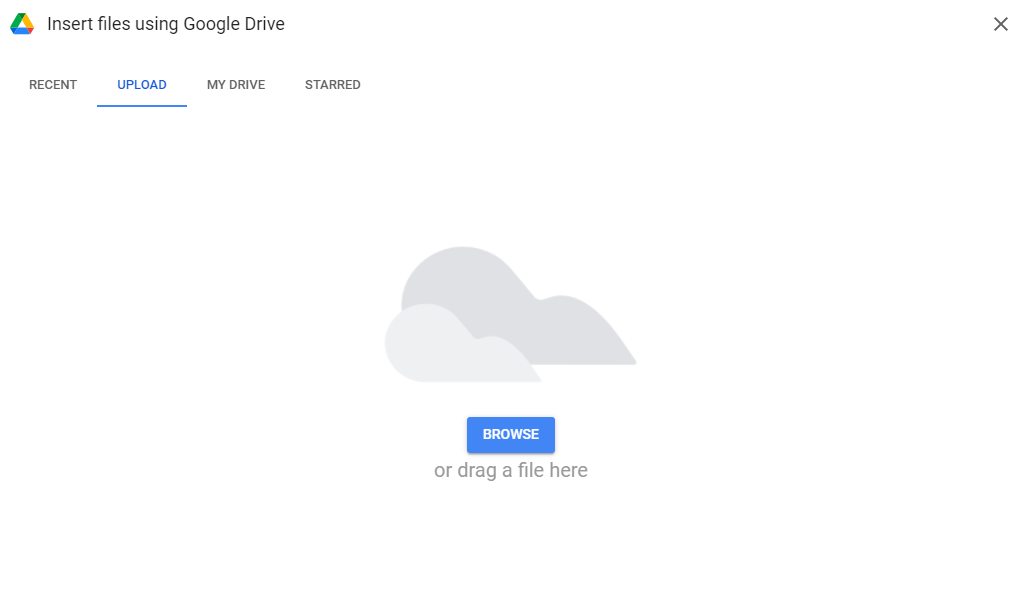 Insert files using Google Drive
RECENT UPLOAD MY DRIVE STARRED
BROWSE
or drag a file here